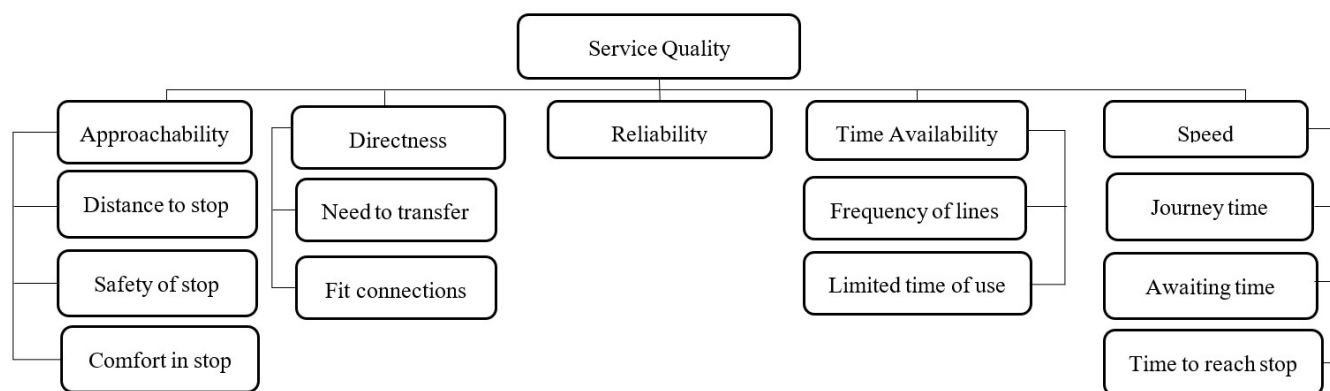 Service Quality
Approachability
Directness
Reliability
Time Availability
Speed
Distance to stop
Need to transfer
Frequency of lines
Journey time
Safety of stop
Fit connections
Limited time of use
Awaiting time
Comfort in stop
Time to reach stop